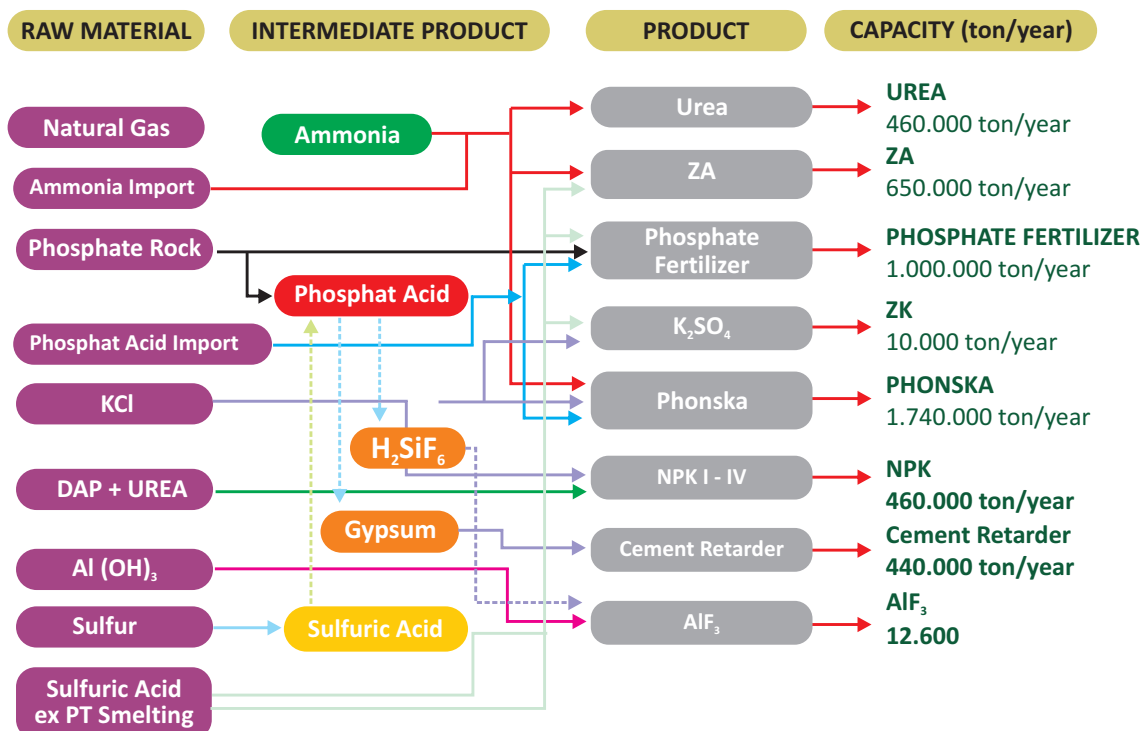 RAW MATERIAL
INTERMEDIATE PRODUCT
PRODUCT
CAPACITY (ton/year)
Natural Gas
Ammonia Import
Phosphate Rock
Phosphat Acid Import
KCl
DAP + UREA
Al (OH)₃
Sulfur
Sulfuric Acid
ex PT Smelting
Ammonia
Phosphat Acid
H₂SiF₆
Gypsum
Sulfuric Acid
Urea
ZA
Phosphate
Fertilizer
K₂SO₄
Phonska
NPK I - IV
Cement Retarder
AlF₃
UREA
460.000 ton/year
ZA
650.000 ton/year
PHOSPHATE FERTILIZER
1.000.000 ton/year
ZK
10.000 ton/year
PHONSKA
1.740.000 ton/year
NPK
460.000 ton/year
Cement Retarder
440.000 ton/year
AlF₃
12.600